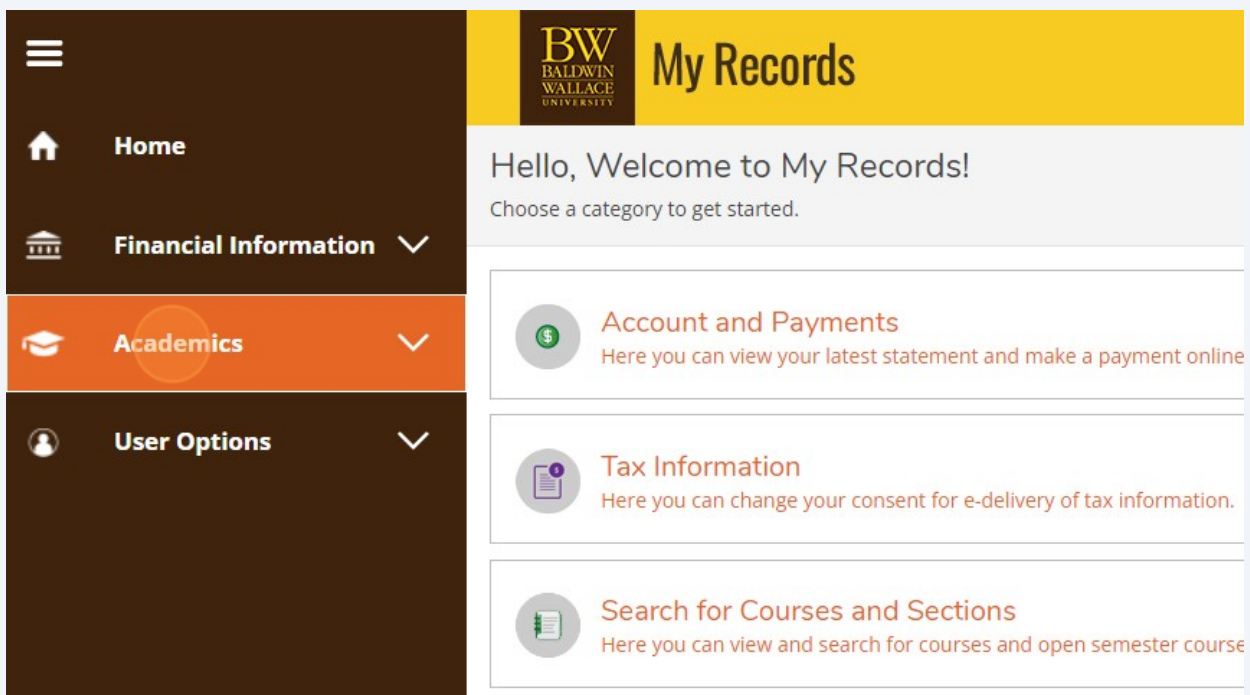 BW
BALDWIN
WALLACE
UNIVERSITY
My Records
Home
Financial Information
Academics
User Options
Hello, Welcome to My Records!
Choose a category to get started.
Account and Payments
Here you can view your latest statement and make a payment online
Tax Information
Here you can change your consent for e-delivery of tax information.
Search for Courses and Sections
Here you can view and search for courses and open semester course